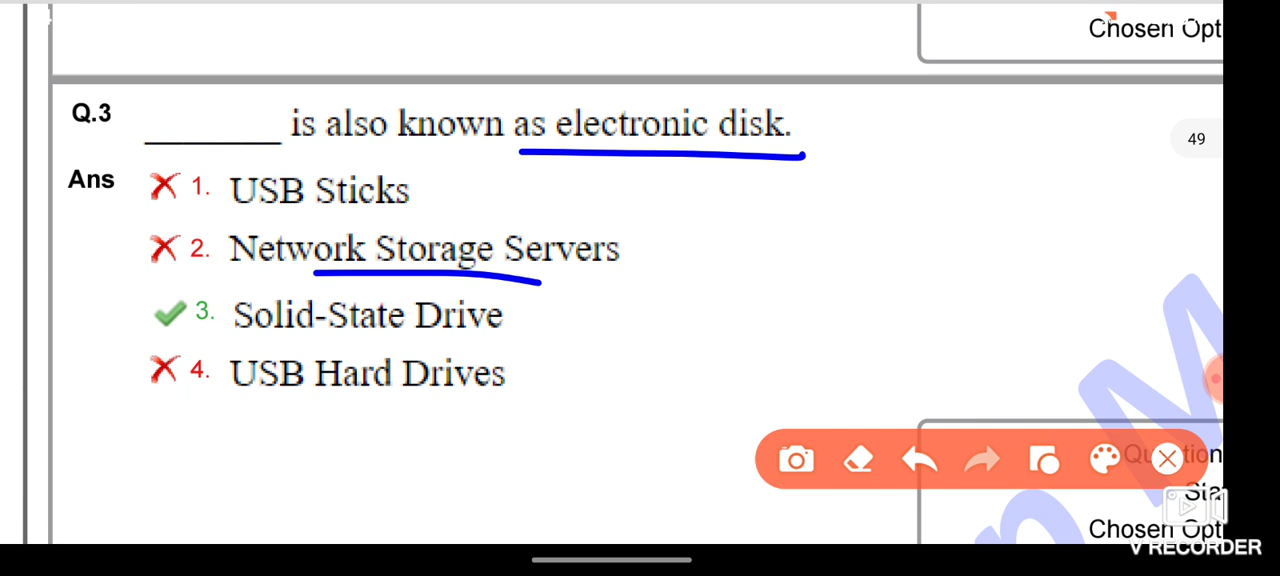 Chosen Opt
Q.3 ________ is also known as electronic disk.
49
Ans
1. USB Sticks
2. Network Storage Servers
3. Solid-State Drive
4. USB Hard Drives
Chosen Opt
V RECORDER